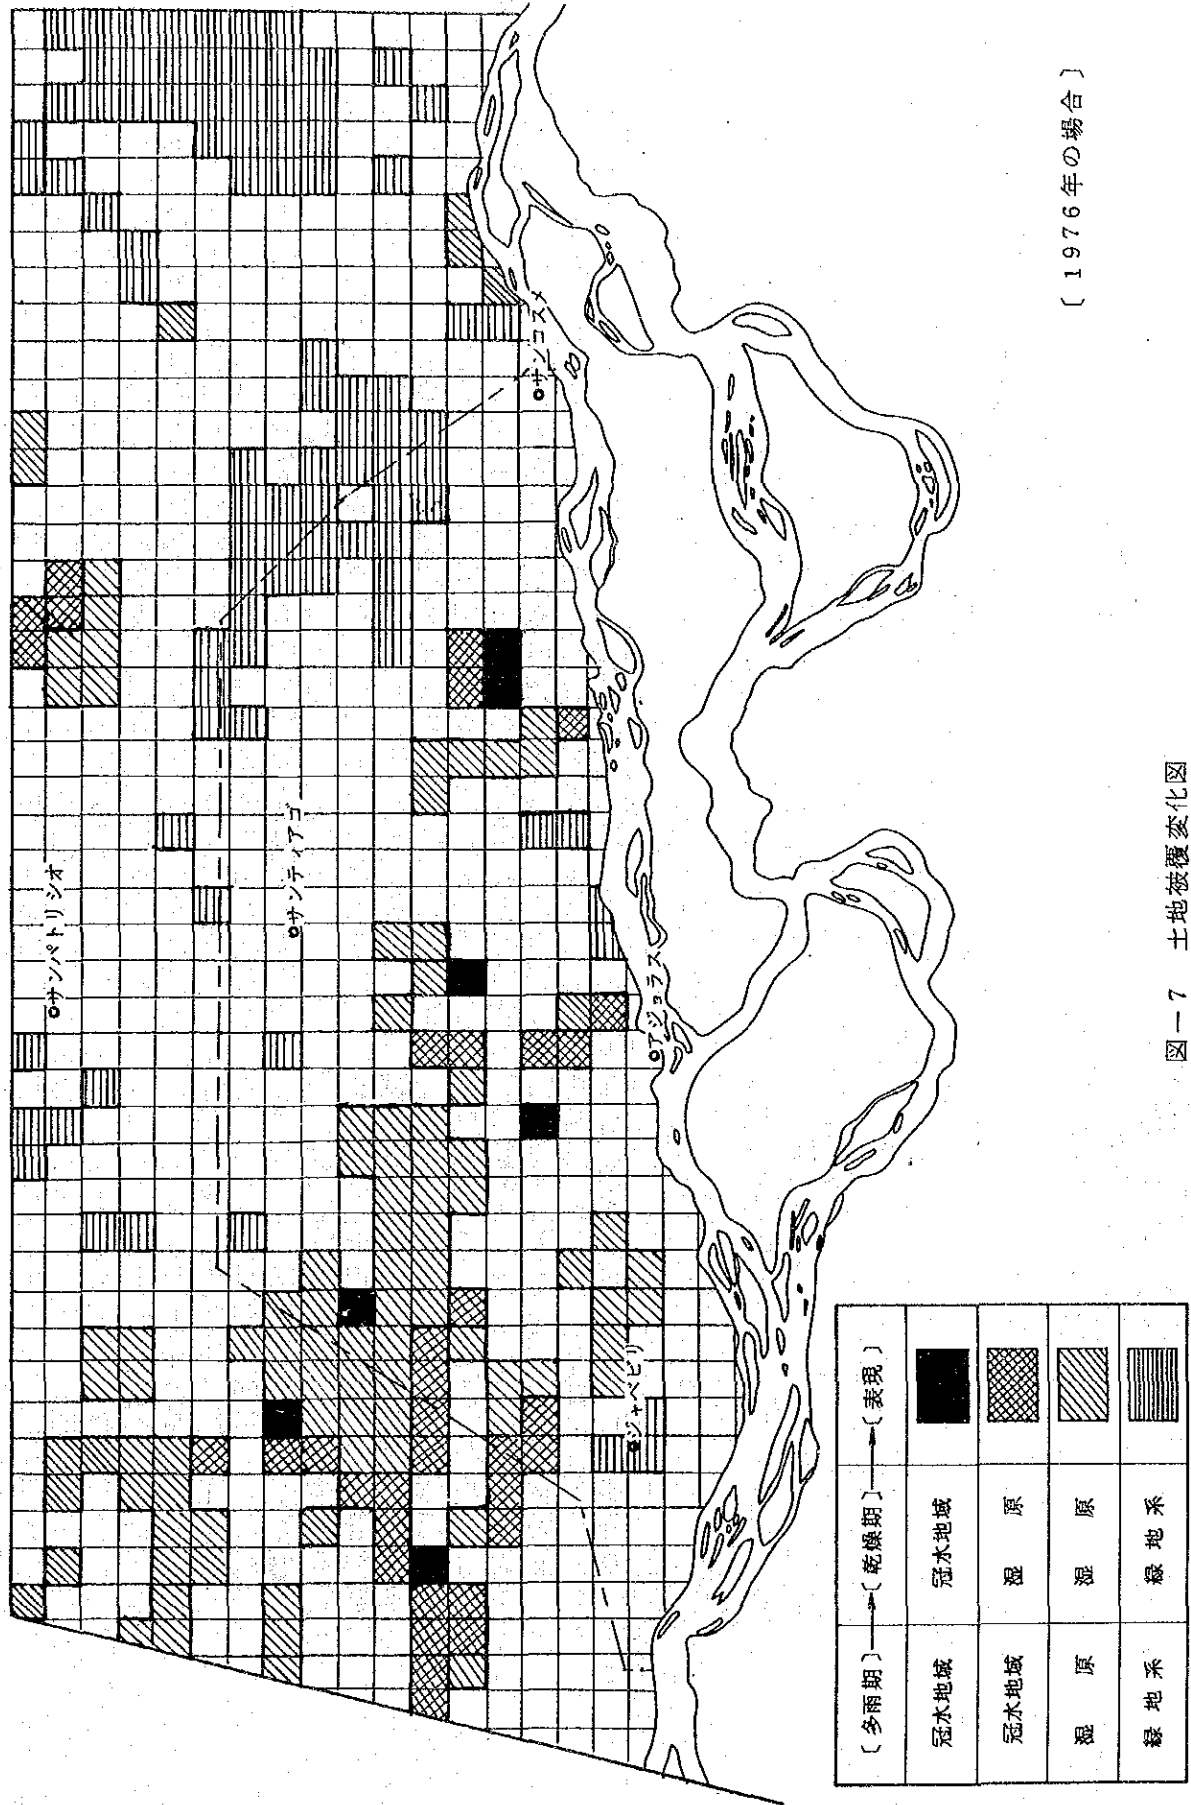 サンパトリシオ
サンティアゴ
サンコスメ
アジョラス
ジャベビリ
〔1976年の場合〕
〔多雨期〕→〔乾燥期〕→〔表現〕
冠水地域 冠水地域
冠水地域 湿原
湿原 湿原
緑地系 緑地系
図-7 土地被覆変化図